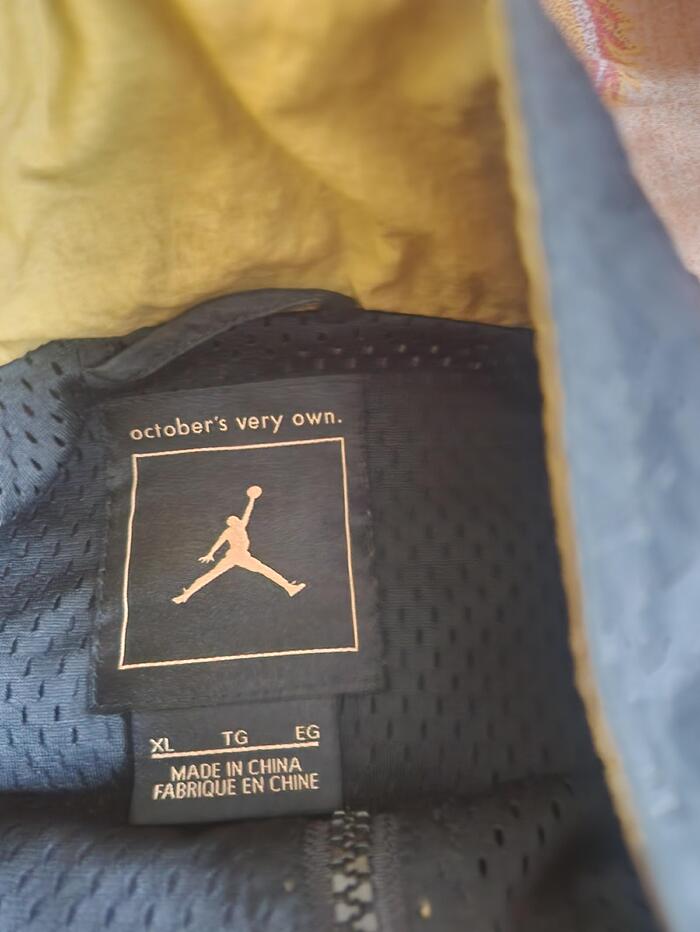 october's very own.
XL TG EG
MADE IN CHINA
FABRIQUE EN CHINE